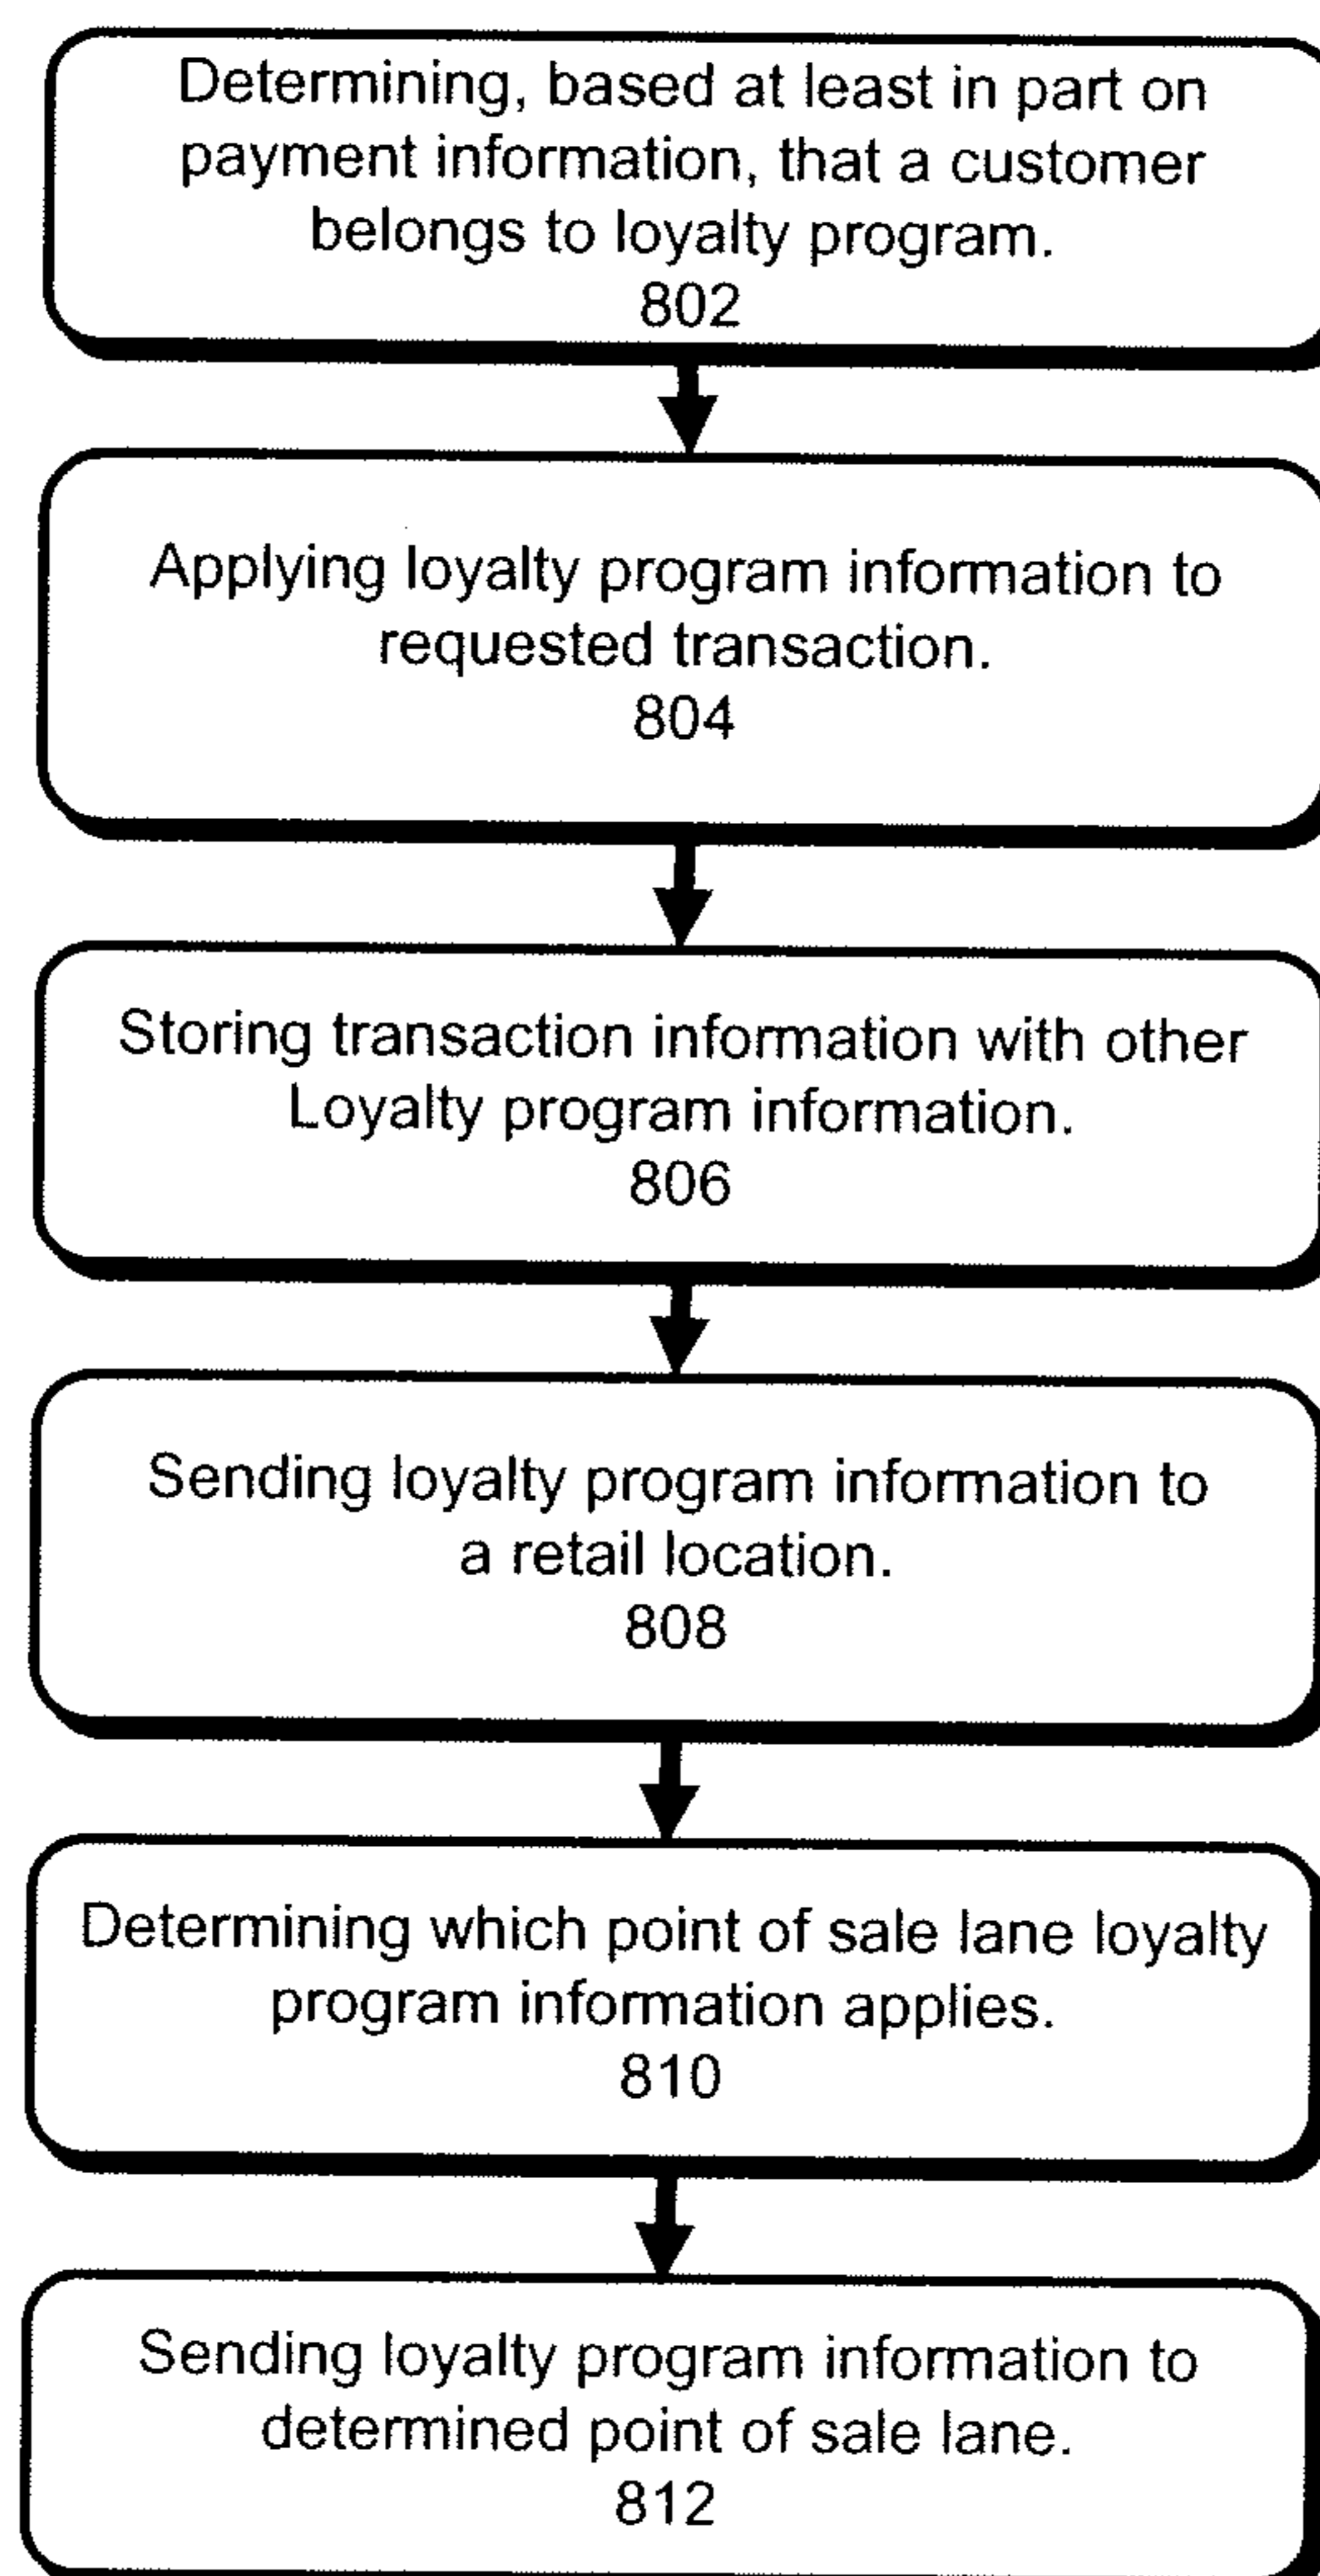 Determining, based at least in part on
payment information, that a customer
belongs to loyalty program.
802
Applying loyalty program information to
requested transaction.
804
Storing transaction information with other
Loyalty program information.
806
Sending loyalty program information to
a retail location.
808
Determining which point of sale lane loyalty
program information applies.
810
Sending loyalty program information to
determined point of sale lane.
812